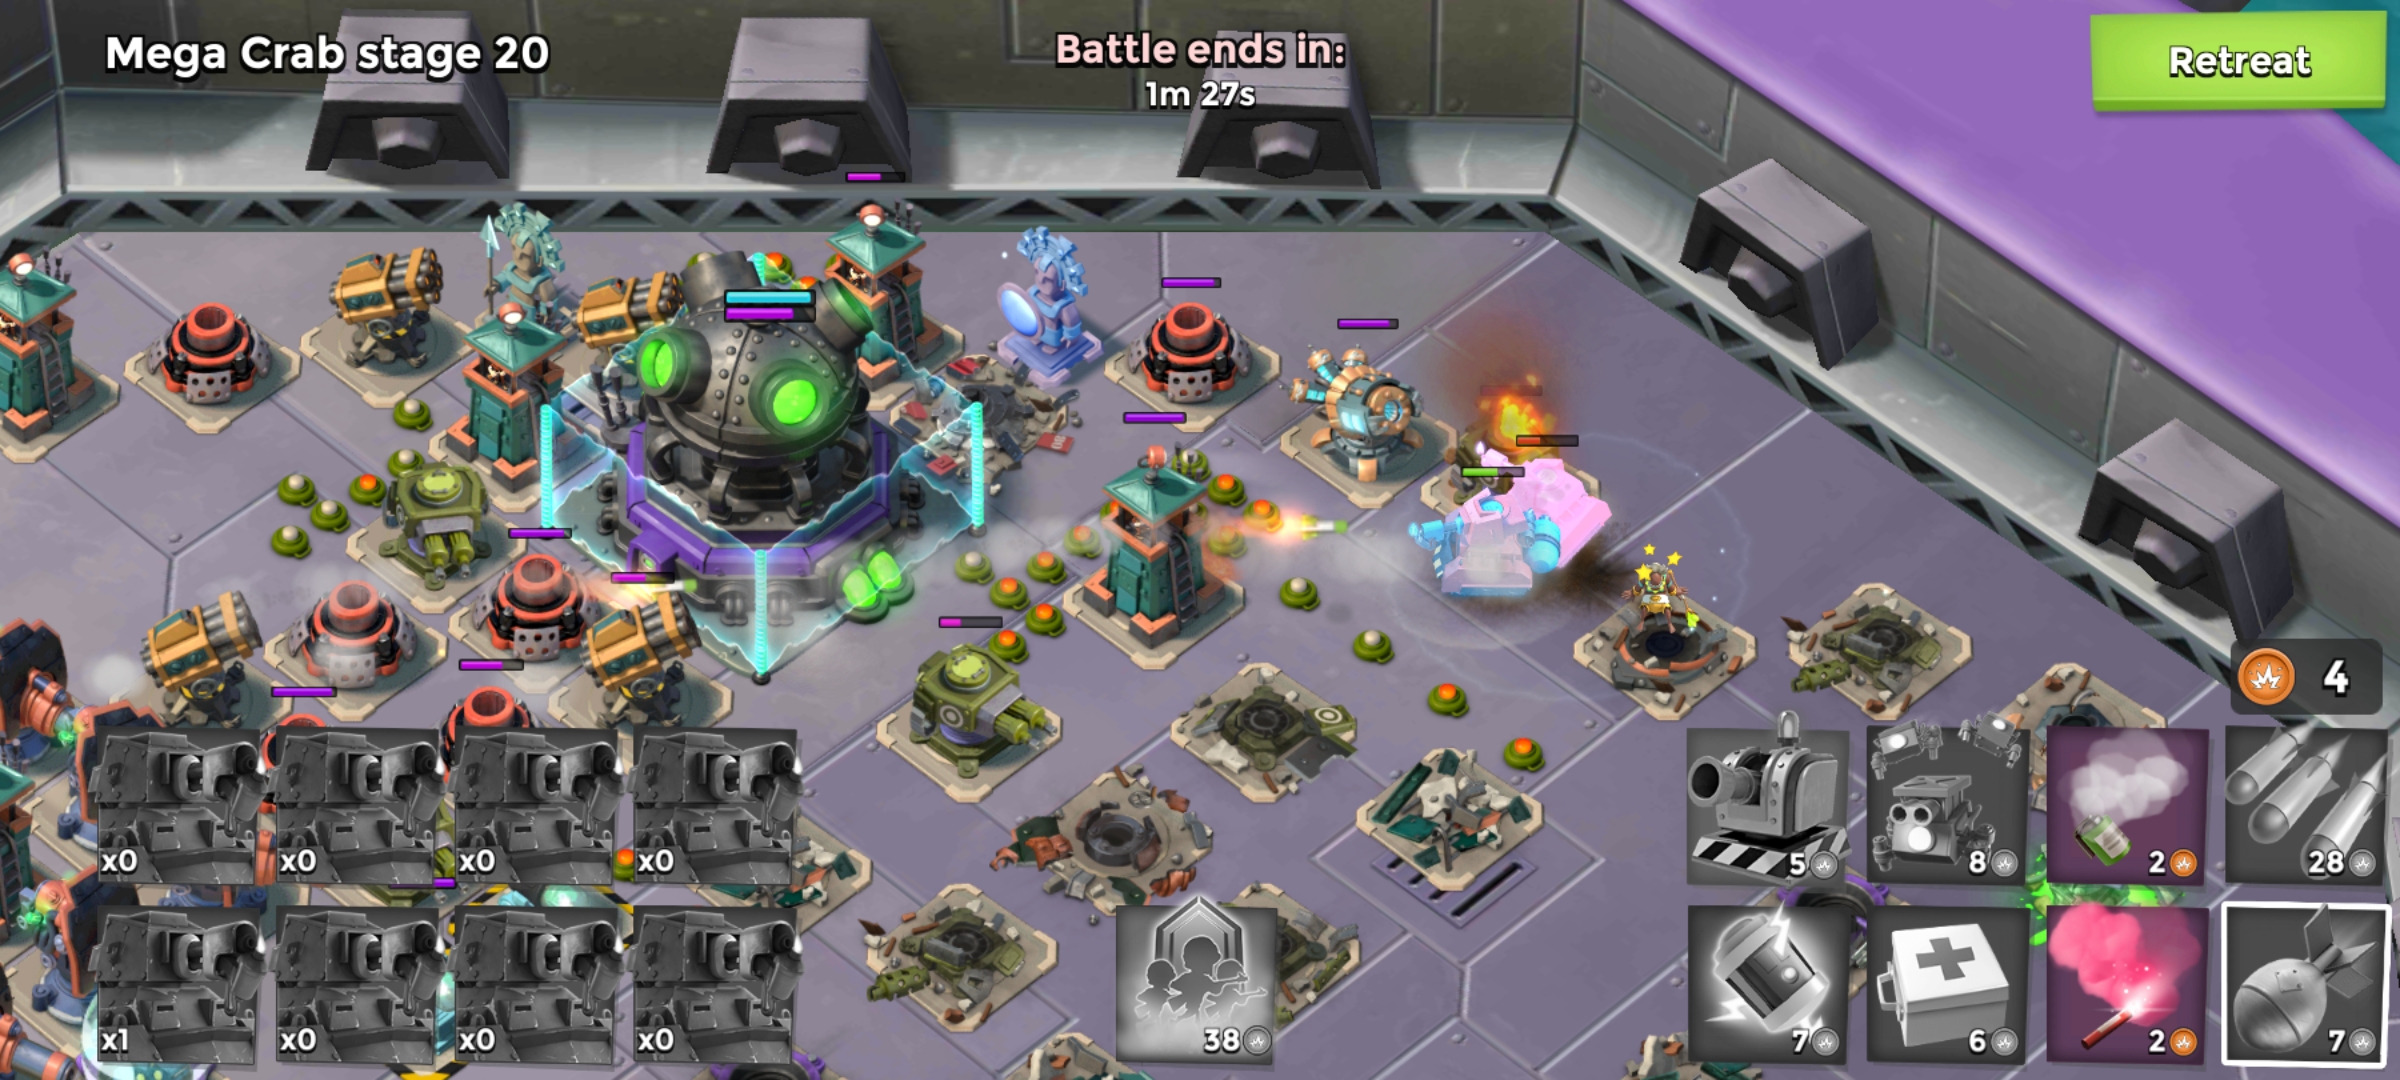 Mega Crab stage 20
Battle ends in:
1m 27s
Retreat
4
x0
x0
x0
x0
5
8
2
28
x1
x0
x0
x0
38
7
6
2
7